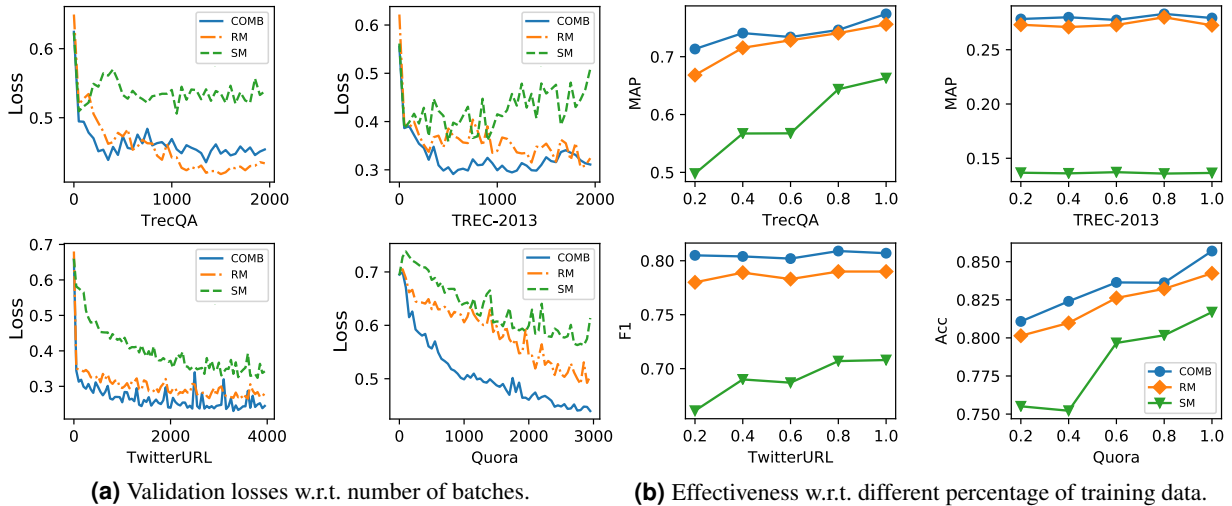 0.6
0.5
Loss
COMB
RM
SM
0
1000
2000
TrecQA
0.6
0.5
0.4
0.3
Loss
COMB
RM
SM
0
1000
2000
TREC-2013
0.7
0.6
0.5
MAP
0.2 0.4 0.6 0.8 1.0
TrecQA
0.25
0.20
0.15
MAP
0.2 0.4 0.6 0.8 1.0
TREC-2013
0.7
0.6
0.5
0.4
0.3
Loss
COMB
RM
SM
0
2000
4000
TwitterURL
0.7
0.6
0.5
Loss
COMB
RM
SM
0
1000
2000
3000
Quora
0.80
0.75
0.70
F1
0.2 0.4 0.6 0.8 1.0
TwitterURL
0.850
0.825
0.800
0.775
0.750
Acc
COMB
RM
SM
0.2 0.4 0.6 0.8 1.0
Quora
(a) Validation losses w.r.t. number of batches.
(b) Effectiveness w.r.t. different percentage of training data.